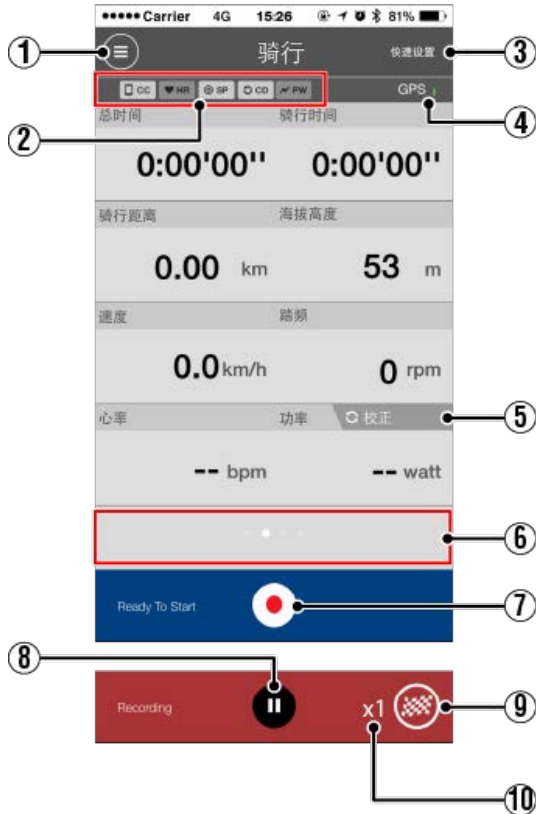 ●●●●● Carrier 4G 15:26 81%
① 骑行 快速设置 ③
CC HR SP CD PW GPS
② ④
总时间 骑行时间
0:00'00'' 0:00'00''
骑行距离 海拔高度
0.00 km 53 m
速度 踏频
0.0 km/h 0 rpm
心率 功率 校正 ⑤
-- bpm -- watt
⑥
Ready To Start ⑦
⑧
Recording x1 ⑨
⑩